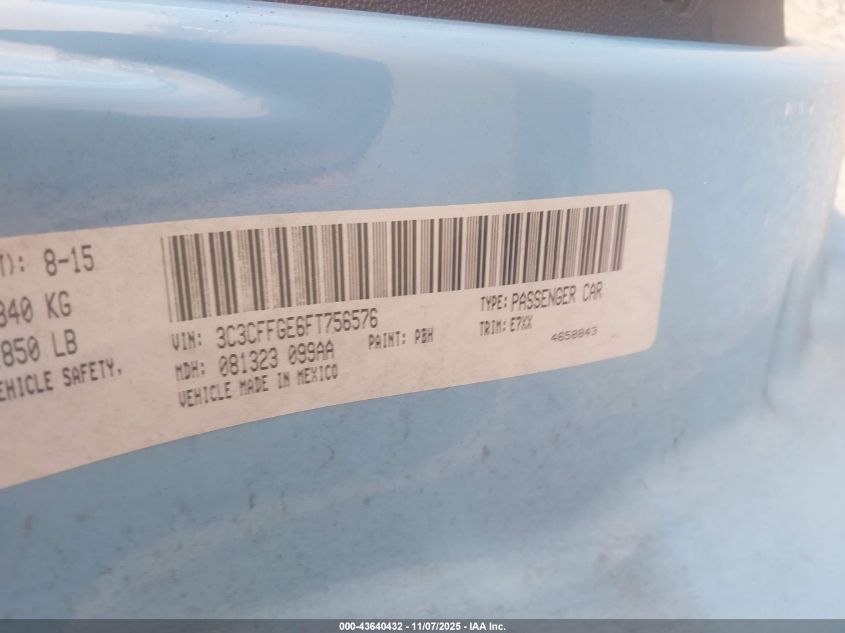 T): 8-15
840 KG
850 LB
EHICLE SAFETY,
VIN: 3C3CFFGE6FT756576
MDH: 081323 099AA
PAINT: PBH
VEHICLE MADE IN MEXICO
TYPE: PASSENGER CAR
TRIM: E7XX
4658843
000-43640432 - 11/07/2025 - IAA Inc.